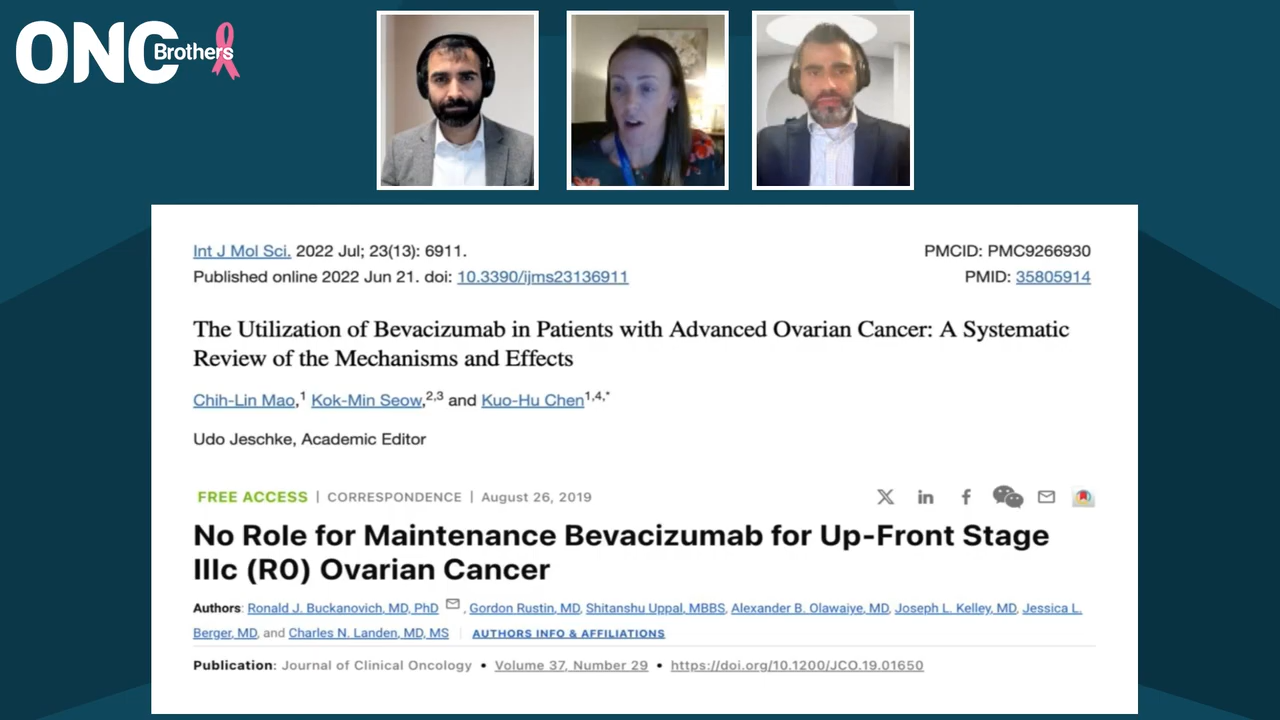 ONC Brothers
Int J Mol Sci. 2022 Jul; 23(13): 6911.
PMCID: PMC9266930
Published online 2022 Jun 21. doi: 10.3390/ijms23136911
PMID: 35805914
The Utilization of Bevacizumab in Patients with Advanced Ovarian Cancer: A Systematic
Review of the Mechanisms and Effects
Chih-Lin Mao,1 Kok-Min Seow,2,3 and Kuo-Hu Chen1,4,*
Udo Jeschke, Academic Editor
FREE ACCESS | CORRESPONDENCE | August 26, 2019
No Role for Maintenance Bevacizumab for Up-Front Stage
IIIc (R0) Ovarian Cancer
Authors: Ronald J. Buckanovich, MD, PhD, Gordon Rustin, MD, Shitanshu Uppal, MBBS, Alexander B. Olawaiye, MD, Joseph L. Kelley, MD, Jessica L.
Berger, MD, and Charles N. Landen, MD, MS | AUTHORS INFO & AFFILIATIONS
Publication: Journal of Clinical Oncology • Volume 37, Number 29 • https://doi.org/10.1200/JCO.19.01650